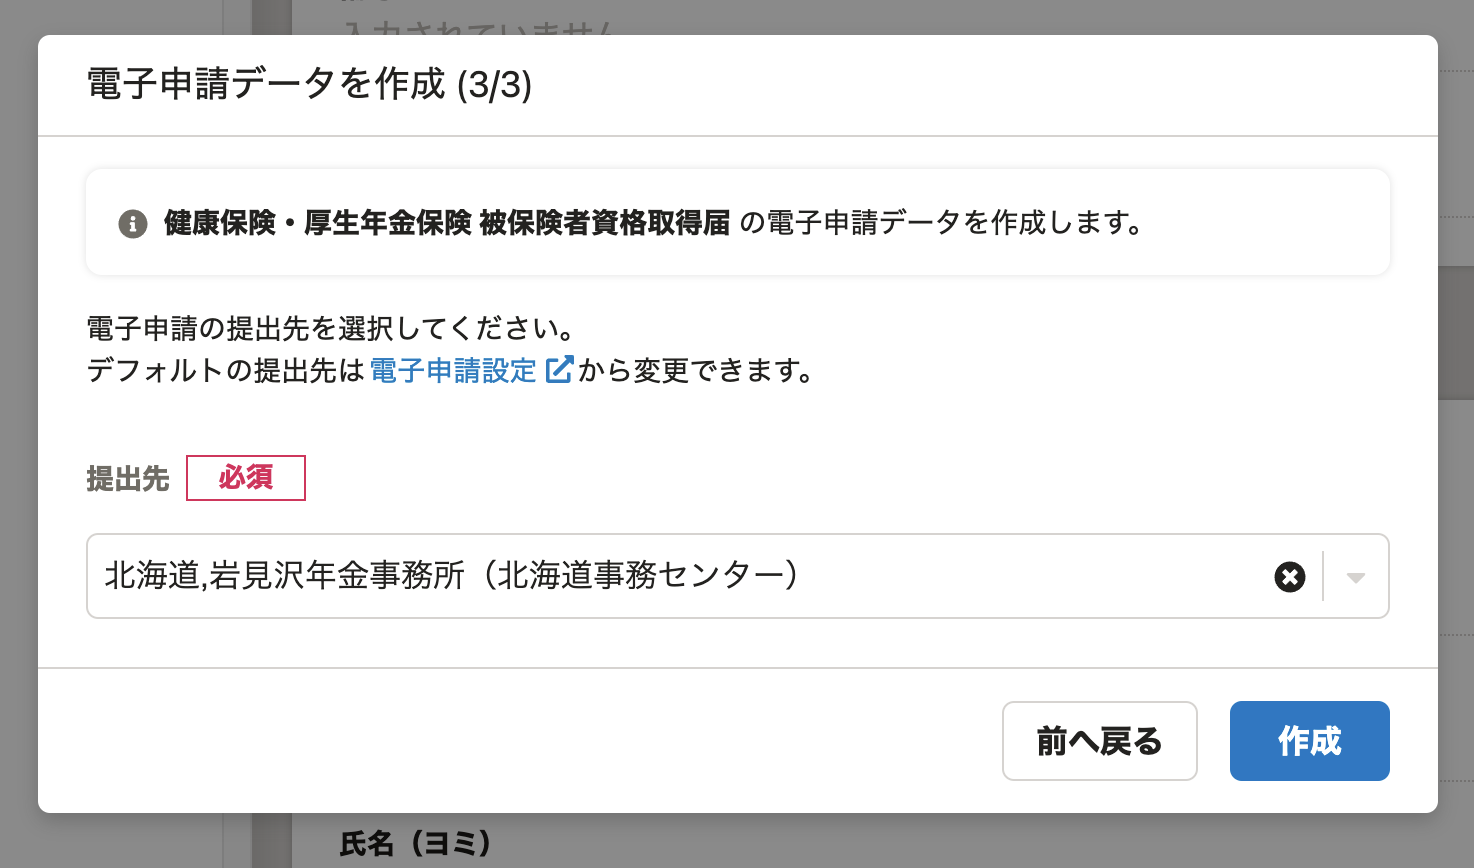 入力されていません
電子申請データを作成 (3/3)
健康保険・厚生年金保険 被保険者資格取得届 の電子申請データを作成します。
電子申請の提出先を選択してください。
デフォルトの提出先は電子申請設定から変更できます。
提出先 必須
北海道,岩見沢年金事務所（北海道事務センター）
前へ戻る 作成
氏名（ヨミ）